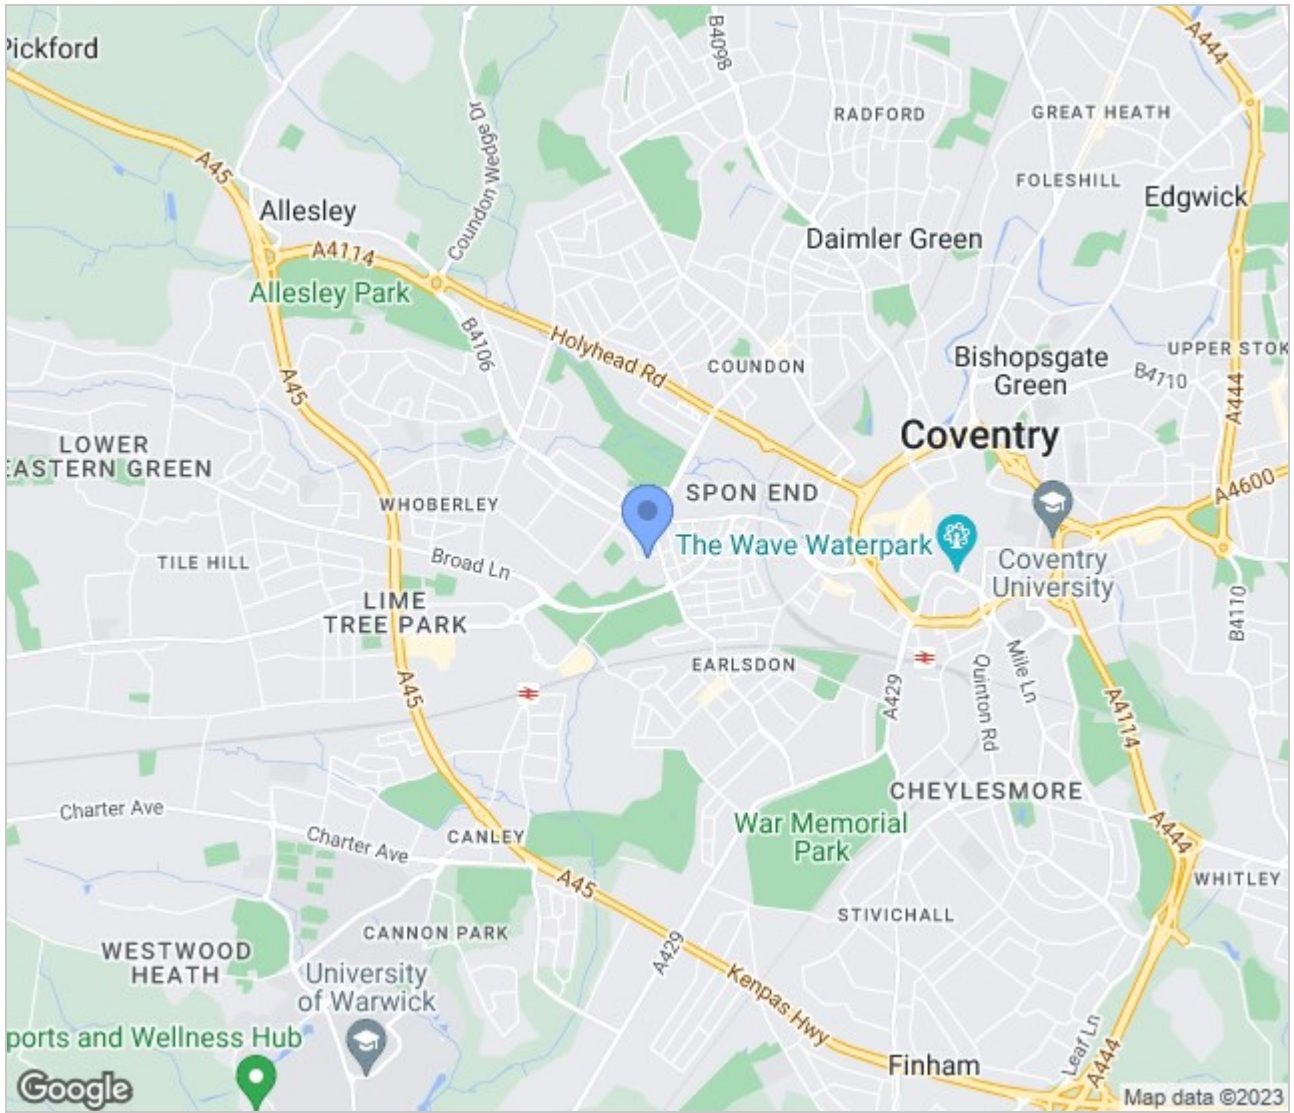 Pickford
B4098
A444
RADFORD
GREAT HEATH
Coundon Wedge Dr
A45
FOLESHILL
Edgwick
Allesley
Daimler Green
A4114
Allesley Park
B4106
Holyhead Rd
COUNDON
Bishopsgate
Green
UPPER STOK
B4710
A45
A444
Coventry
LOWER
EASTERN GREEN
WHOBERLEY
SPON END
A4600
The Wave Waterpark
Coventry
University
TILE HILL
Broad Ln
LIME
TREE PARK
B4110
EARLSDON
Mile Ln
Quinton Rd
A429
A45
A4114
CHEYLESMORE
Charter Ave
War Memorial
Park
CANLEY
Charter Ave
A444
A45
WHITLEY
STIVICHALL
CANNON PARK
WESTWOOD
HEATH
A429
University
of Warwick
Kenpas Hwy
ports and Wellness Hub
Leaf Ln
Finham
A444
Google
Map data ©2023